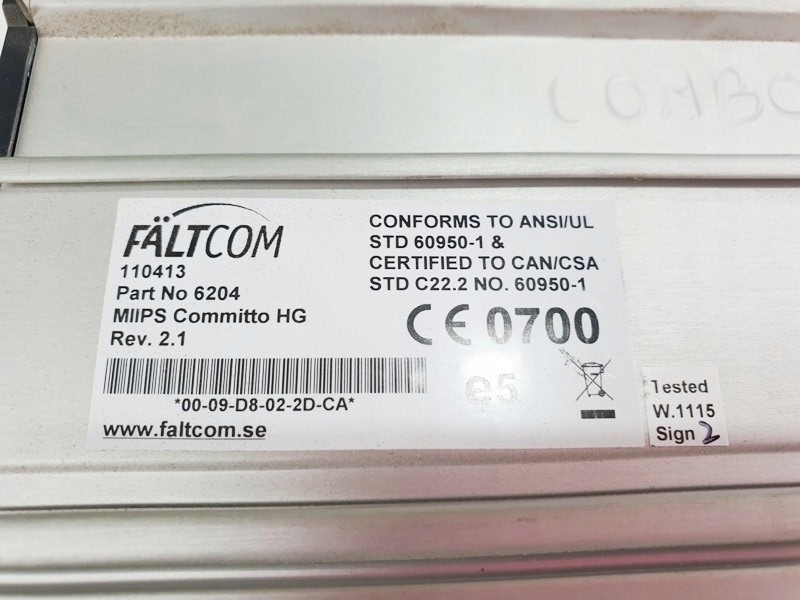 COMBO
FÄLTCOM
110413
Part No 6204
MIIPS Committo HG
Rev. 2.1
*00-09-D8-02-2D-CA*
www.faltcom.se
CONFORMS TO ANSI/UL
STD 60950-1 &
CERTIFIED TO CAN/CSA
STD C22.2 NO. 60950-1
CE 0700
e5
Tested
W.1115
Sign 2